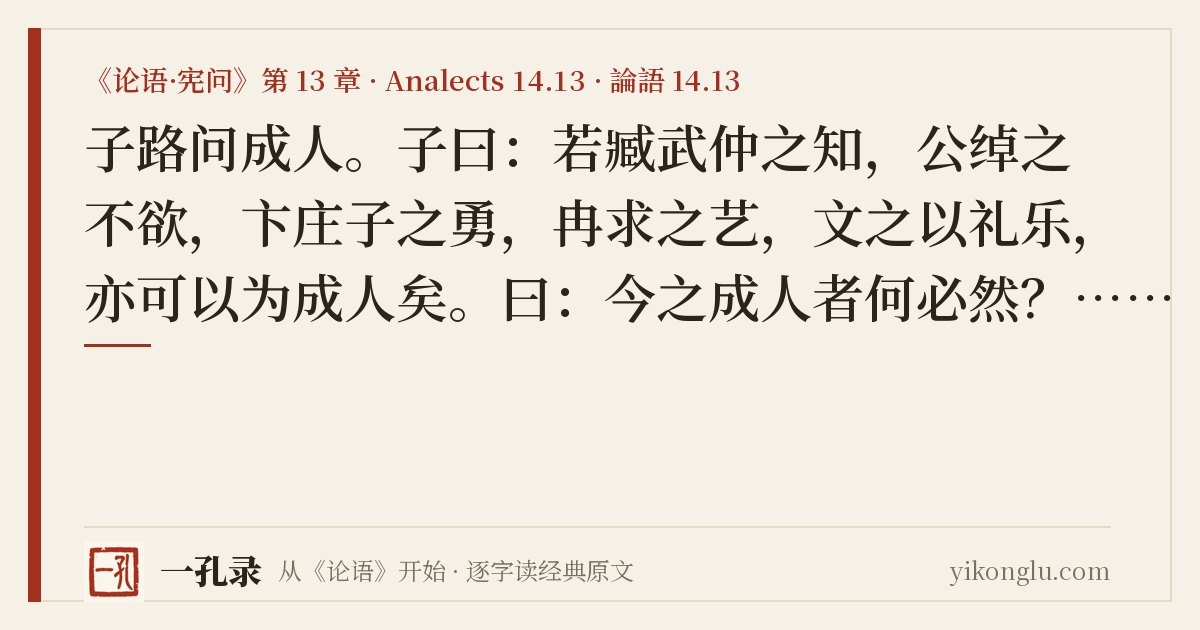 《论语·宪问》第 13 章 · Analects 14.13 · 論語 14.13
子路问成人。子曰：若臧武仲之知，公绰之
不欲，卞庄子之勇，冉求之艺，文之以礼乐，
亦可以为成人矣。曰：今之成人者何必然？……
一孔
一孔录
从《论语》开始 · 逐字读经典原文
yikonglu.com